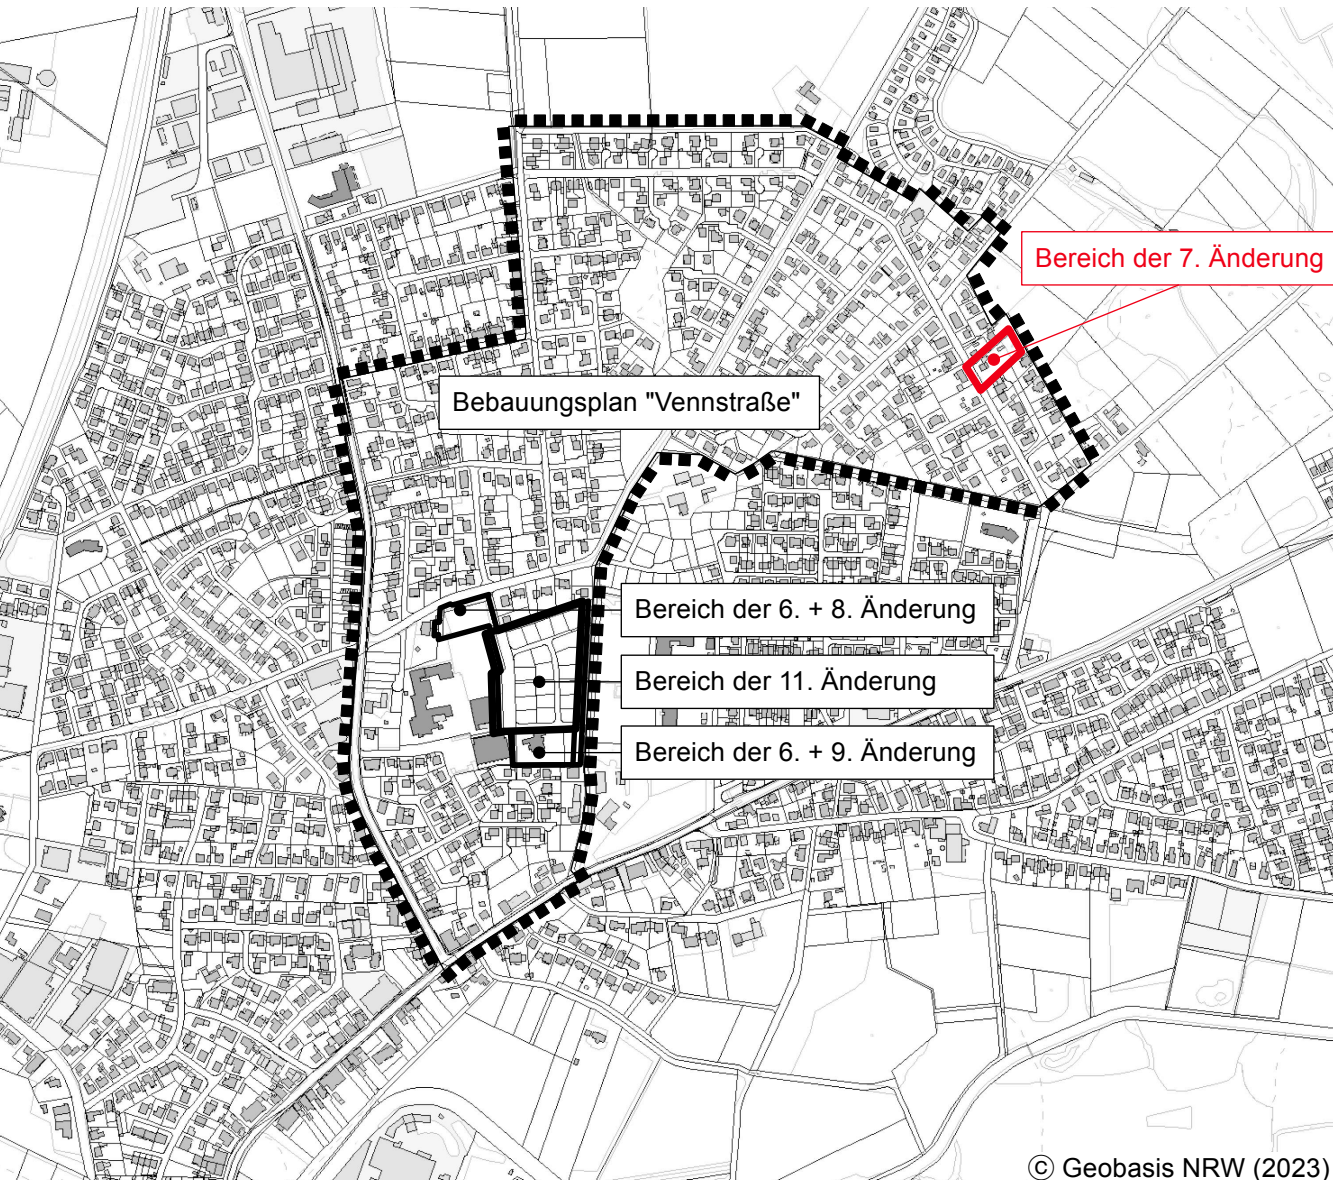 Bereich der 7. Änderung
Bebauungsplan "Vennstraße"
Bereich der 6. + 8. Änderung
Bereich der 11. Änderung
Bereich der 6. + 9. Änderung
© Geobasis NRW (2023)